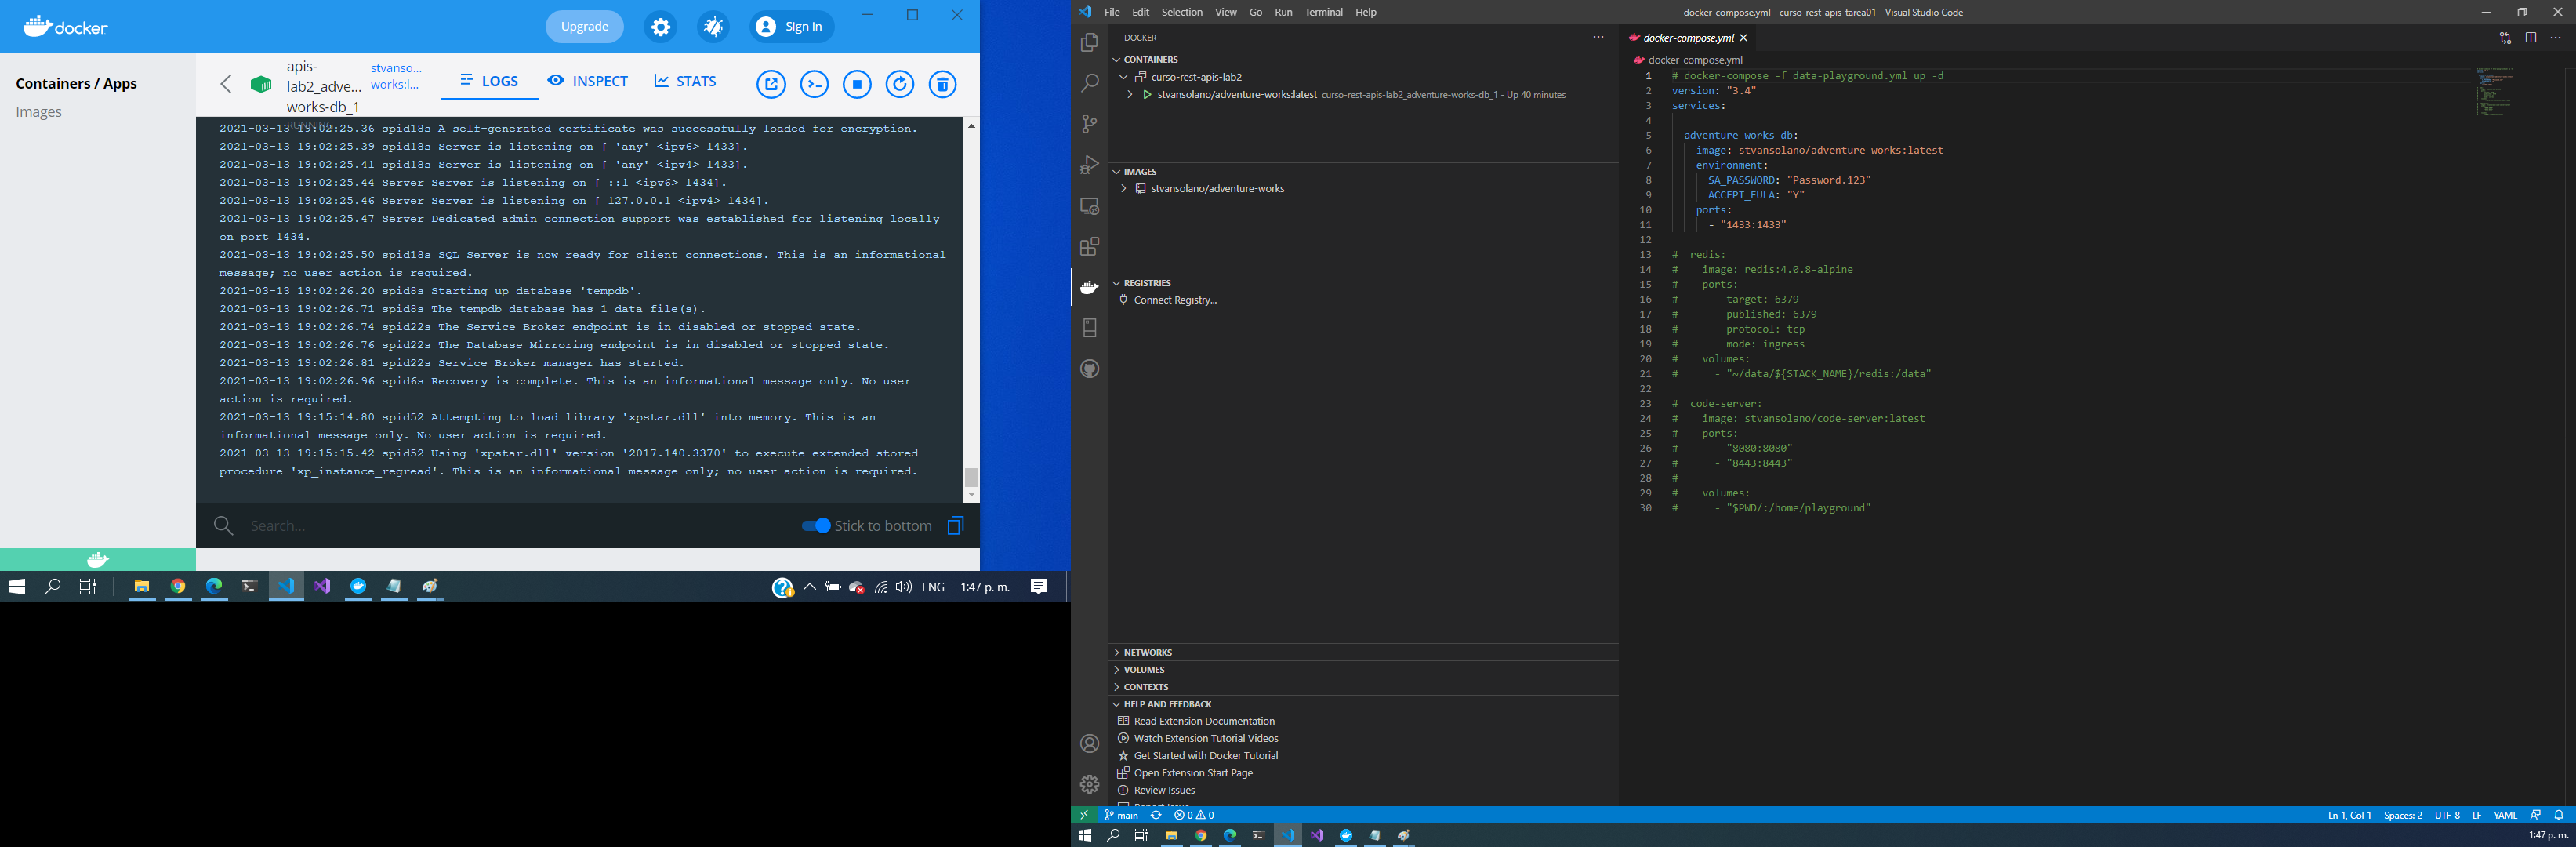 docker
Upgrade
Sign in
Containers / Apps
Images
apis-
lab2_adve...
works-db_1
RUNNING
stvanso...
works:l...
LOGS
INSPECT
STATS
2021-03-13 19:02:25.36 spid18s A self-generated certificate was successfully loaded for encryption.
2021-03-13 19:02:25.39 spid18s Server is listening on [ 'any' <ipv6> 1433].
2021-03-13 19:02:25.41 spid18s Server is listening on [ 'any' <ipv4> 1433].
2021-03-13 19:02:25.44 Server Server is listening on [ ::1 <ipv6> 1434].
2021-03-13 19:02:25.46 Server Server is listening on [ 127.0.0.1 <ipv4> 1434].
2021-03-13 19:02:25.47 Server Dedicated admin connection support was established for listening locally
on port 1434.
2021-03-13 19:02:25.50 spid18s SQL Server is now ready for client connections. This is an informational
message; no user action is required.
2021-03-13 19:02:26.20 spid8s Starting up database 'tempdb'.
2021-03-13 19:02:26.71 spid8s The tempdb database has 1 data file(s).
2021-03-13 19:02:26.74 spid22s The Service Broker endpoint is in disabled or stopped state.
2021-03-13 19:02:26.76 spid22s The Database Mirroring endpoint is in disabled or stopped state.
2021-03-13 19:02:26.81 spid22s Service Broker manager has started.
2021-03-13 19:02:26.96 spid6s Recovery is complete. This is an informational message only. No user
action is required.
2021-03-13 19:15:14.80 spid52 Attempting to load library 'xpstar.dll' into memory. This is an
informational message only. No user action is required.
2021-03-13 19:15:15.42 spid52 Using 'xpstar.dll' version '2017.140.3370' to execute extended stored
procedure 'xp_instance_regread'. This is an informational message only; no user action is required.
Search...
Stick to bottom
ENG
1:47 p. m.
File Edit Selection View Go Run Terminal Help
docker-compose.yml - curso-rest-apis-tarea01 - Visual Studio Code
DOCKER
CONTAINERS
curso-rest-apis-lab2
stvansolano/adventure-works:latest curso-rest-apis-lab2_adventure-works-db_1 - Up 40 minutes
IMAGES
stvansolano/adventure-works
REGISTRIES
Connect Registry...
NETWORKS
VOLUMES
CONTEXTS
HELP AND FEEDBACK
Read Extension Documentation
Watch Extension Tutorial Videos
Get Started with Docker Tutorial
Open Extension Start Page
Review Issues
Report Issue
docker-compose.yml
docker-compose.yml
1 # docker-compose -f data-playground.yml up -d
2 version: "3.4"
3 services:
4
5 adventure-works-db:
6 image: stvansolano/adventure-works:latest
7 environment:
8 SA_PASSWORD: "Password.123"
9 ACCEPT_EULA: "Y"
10 ports:
11 - "1433:1433"
12
13 # redis:
14 # image: redis:4.0.8-alpine
15 # ports:
16 # - target: 6379
17 # published: 6379
18 # protocol: tcp
19 # mode: ingress
20 # volumes:
21 # - "~/data/${STACK_NAME}/redis:/data"
22
23 # code-server:
24 # image: stvansolano/code-server:latest
25 # ports:
26 # - "8080:8080"
27 # - "8443:8443"
28 #
29 # volumes:
30 # - "$PWD/:/home/playground"
main
0 0
Ln 1, Col 1 Spaces: 2 UTF-8 LF YAML
1:47 p. m.